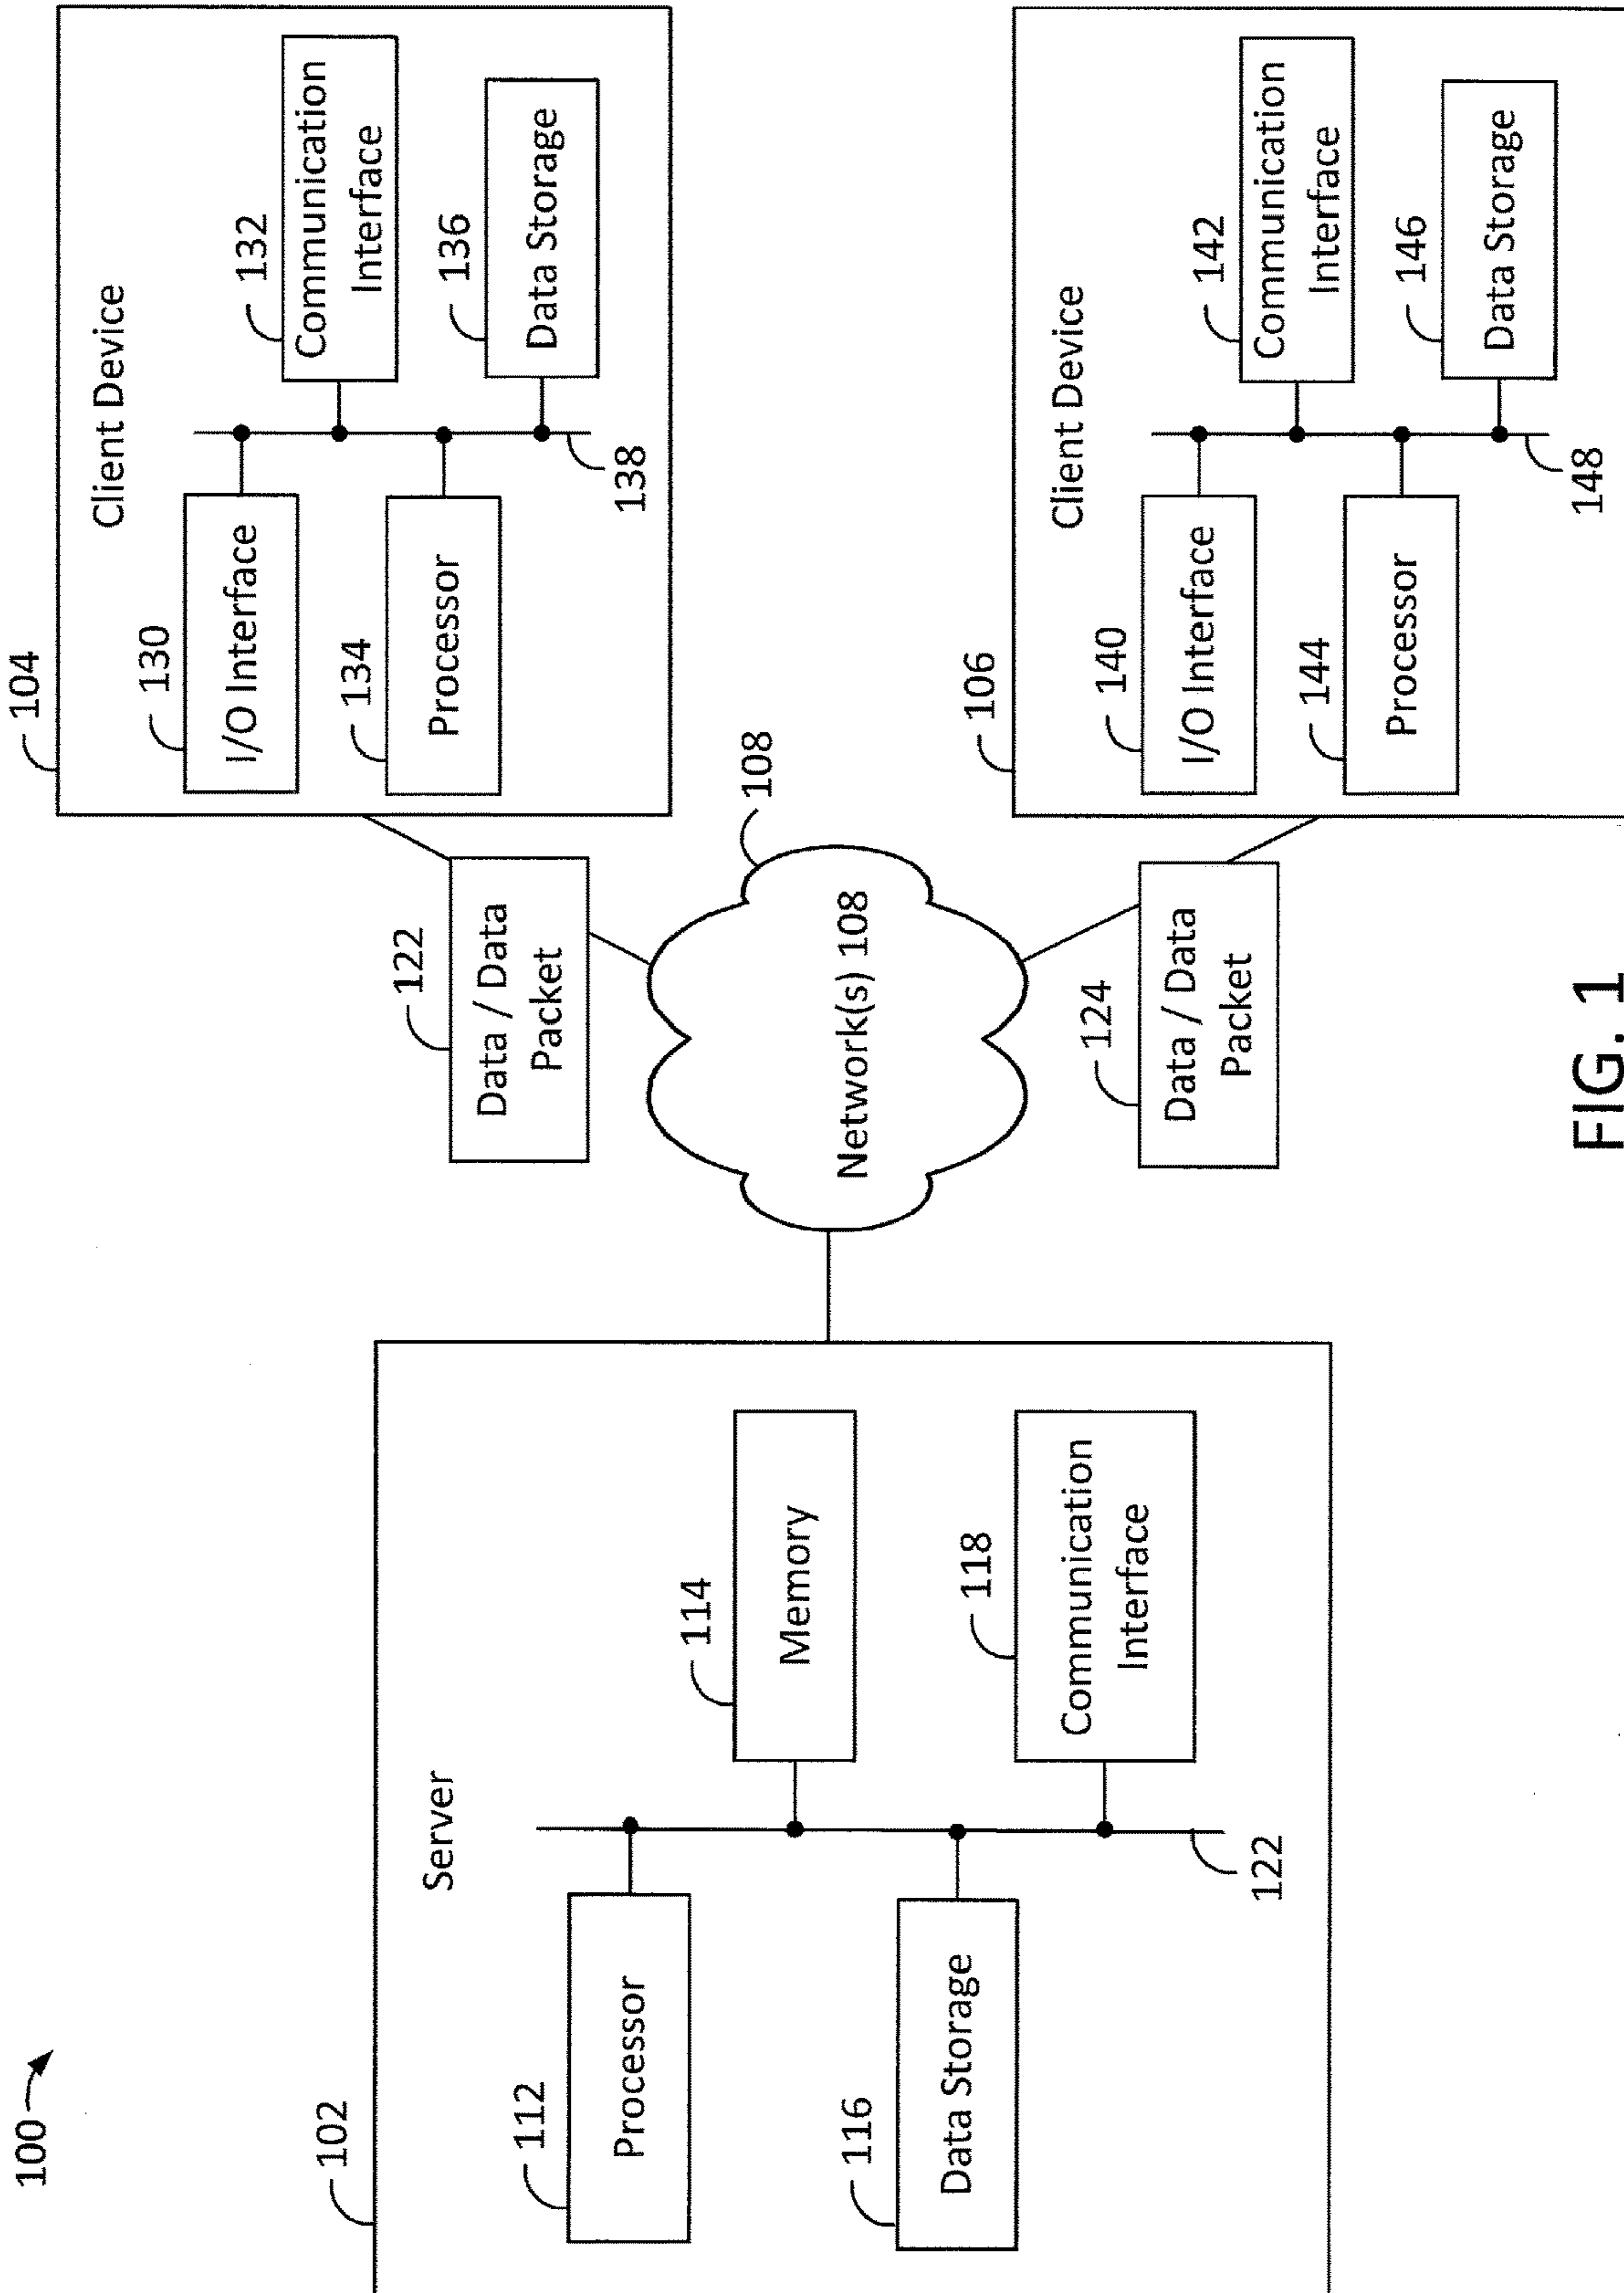 100
102
Server
112
Processor
114
Memory
116
Data Storage
118
Communication
Interface
122
Network(s) 108
108
122
Data / Data
Packet
124
Data / Data
Packet
104
Client Device
130
I/O Interface
132
Communication
Interface
134
Processor
136
Data Storage
138
106
Client Device
140
I/O Interface
142
Communication
Interface
144
Processor
146
Data Storage
148
FIG. 1